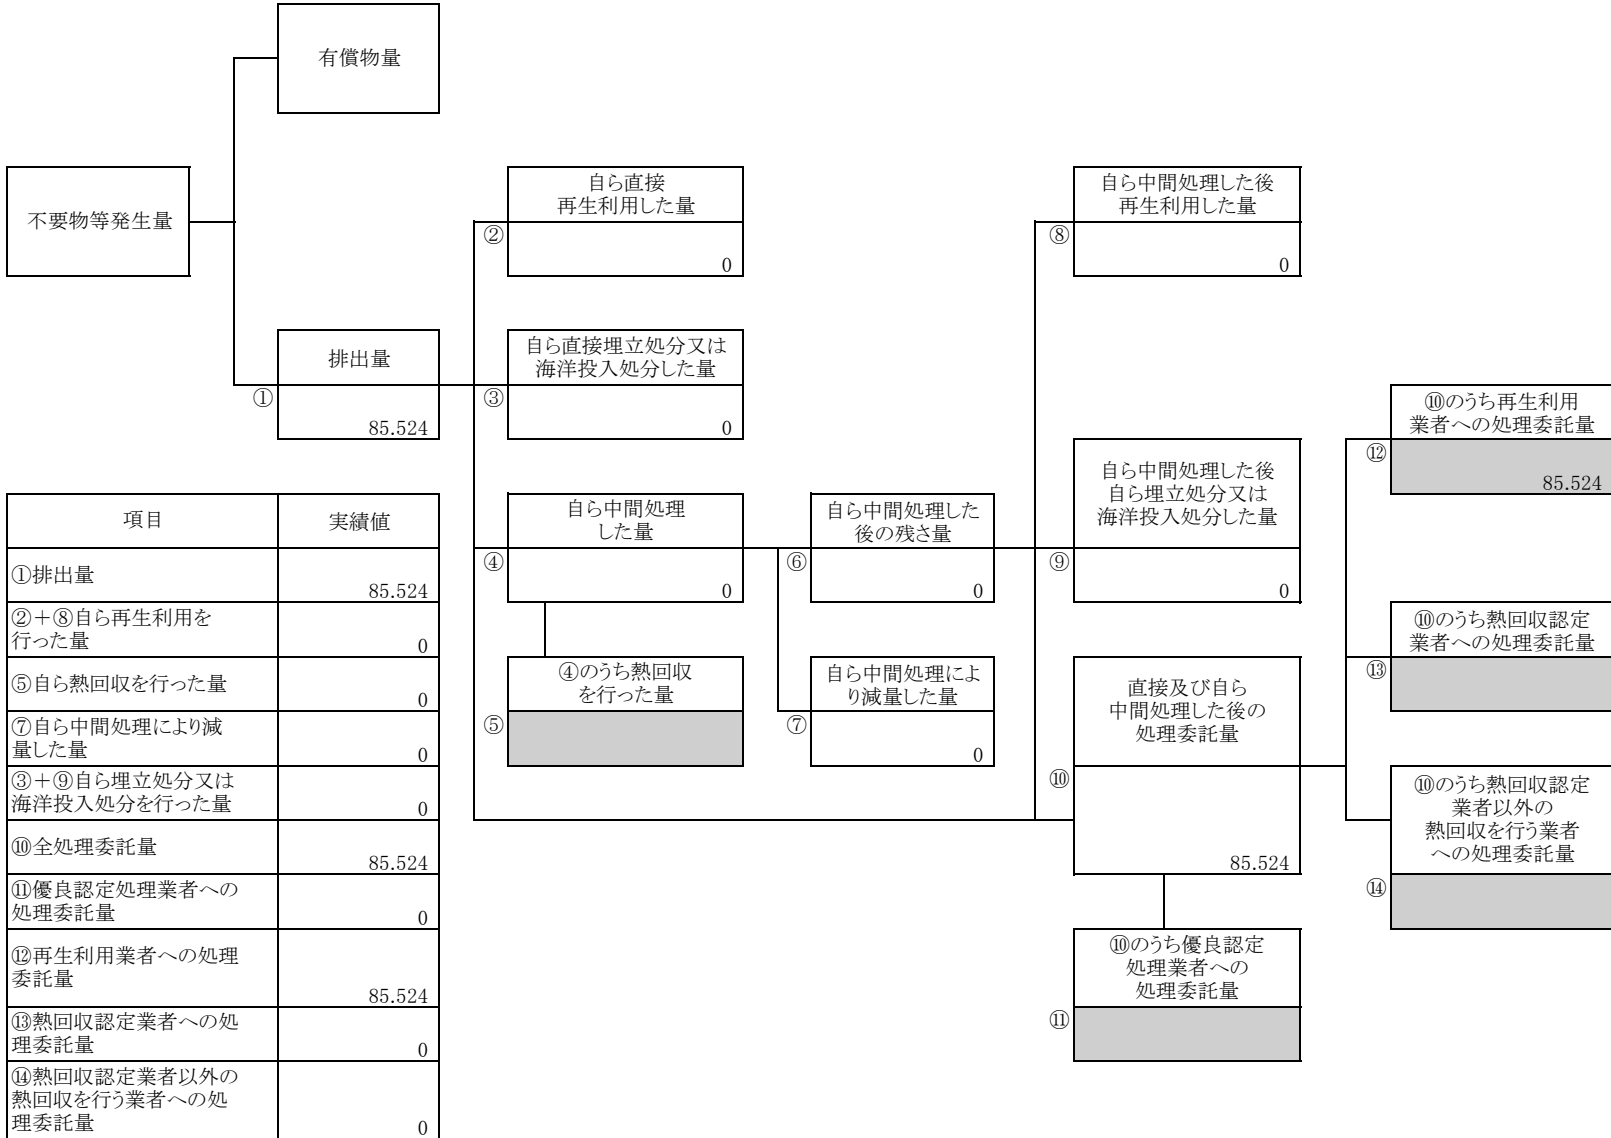 有償物量
不要物等発生量
自ら直接
再生利用した量
②
0
自ら中間処理した後
再生利用した量
⑧
0
排出量
①
85.524
自ら直接埋立処分又は
海洋投入処分した量
③
0
⑩のうち再生利用
業者への処理委託量
⑫
85.524
自ら中間処理
した量
④
0
自ら中間処理した
後の残さ量
⑥
0
自ら中間処理した後
自ら埋立処分又は
海洋投入処分した量
⑨
0
⑩のうち熱回収認定
業者への処理委託量
⑬
④のうち熱回収
を行った量
⑤
自ら中間処理によ
り減量した量
⑦
0
直接及び自ら
中間処理した後の
処理委託量
⑩
85.524
⑩のうち熱回収認定
業者以外の
熱回収を行う業者
への処理委託量
⑭
⑩のうち優良認定
処理業者への
処理委託量
⑪
項目
実績値
①排出量
85.524
②+⑧自ら再生利用を
行った量
0
⑤自ら熱回収を行った量
0
⑦自ら中間処理により減
量した量
0
③+⑨自ら埋立処分又は
海洋投入処分を行った量
0
⑩全処理委託量
85.524
⑪優良認定処理業者への
処理委託量
0
⑫再生利用業者への処理
委託量
85.524
⑬熱回収認定業者への処
理委託量
0
⑭熱回収認定業者以外の
熱回収を行う業者への処
理委託量
0